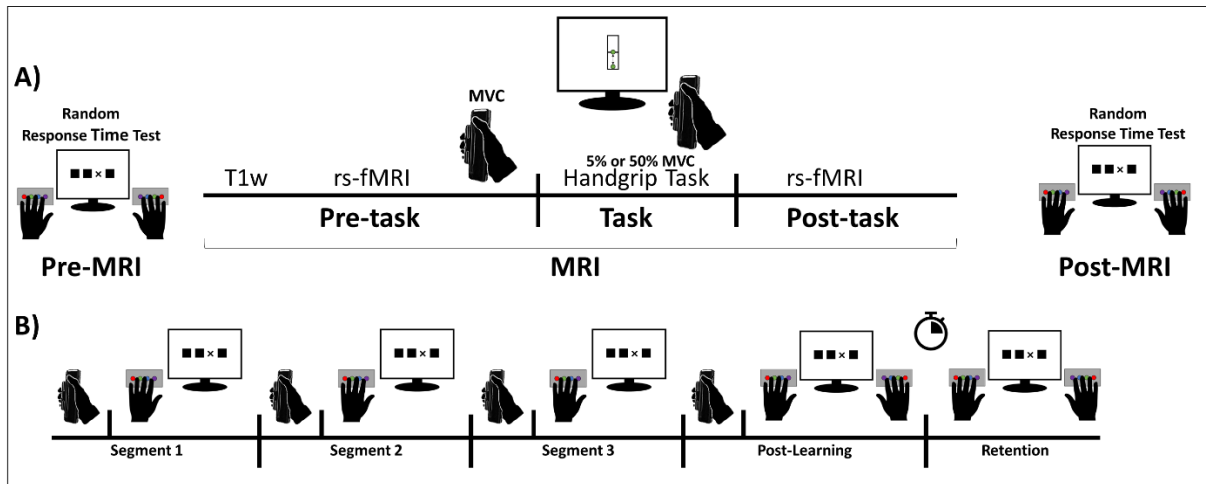 A)
Random
Response Time Test
Pre-MRI
MVC
5% or 50% MVC
T1w rs-fMRI Handgrip Task rs-fMRI
Pre-task Task Post-task
MRI
Random
Response Time Test
Post-MRI
B)
Segment 1 Segment 2 Segment 3 Post-Learning Retention